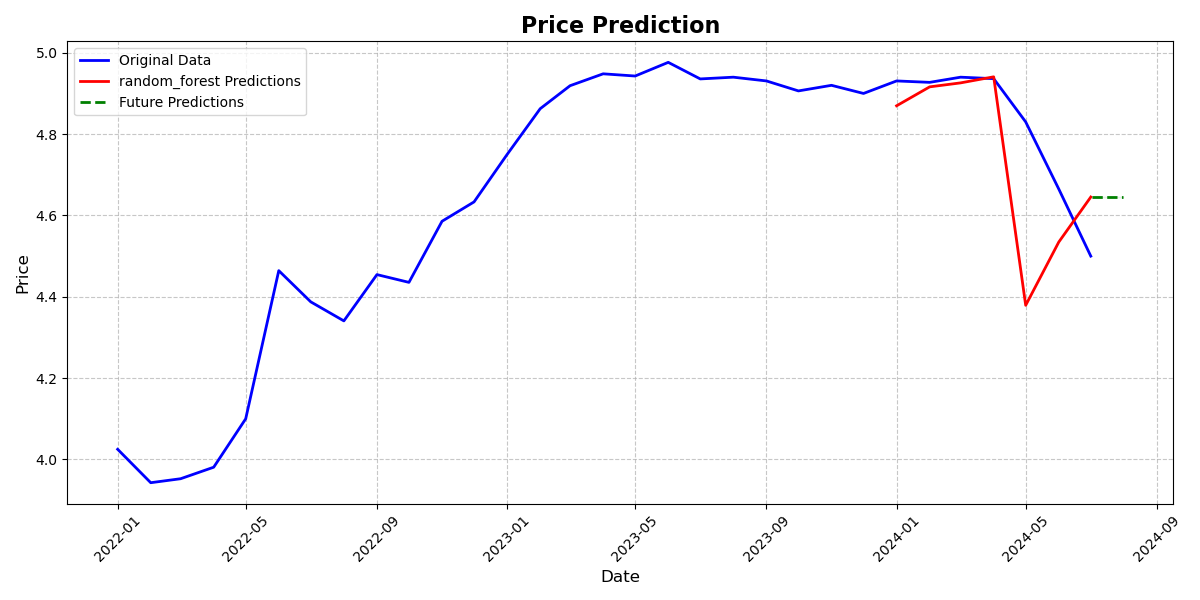 Price Prediction
Original Data
random_forest Predictions
Future Predictions
5.0
4.8
4.6
4.4
4.2
4.0
Price
2022-01
2022-05
2022-09
2023-01
2023-05
2023-09
2024-01
2024-05
2024-09
Date